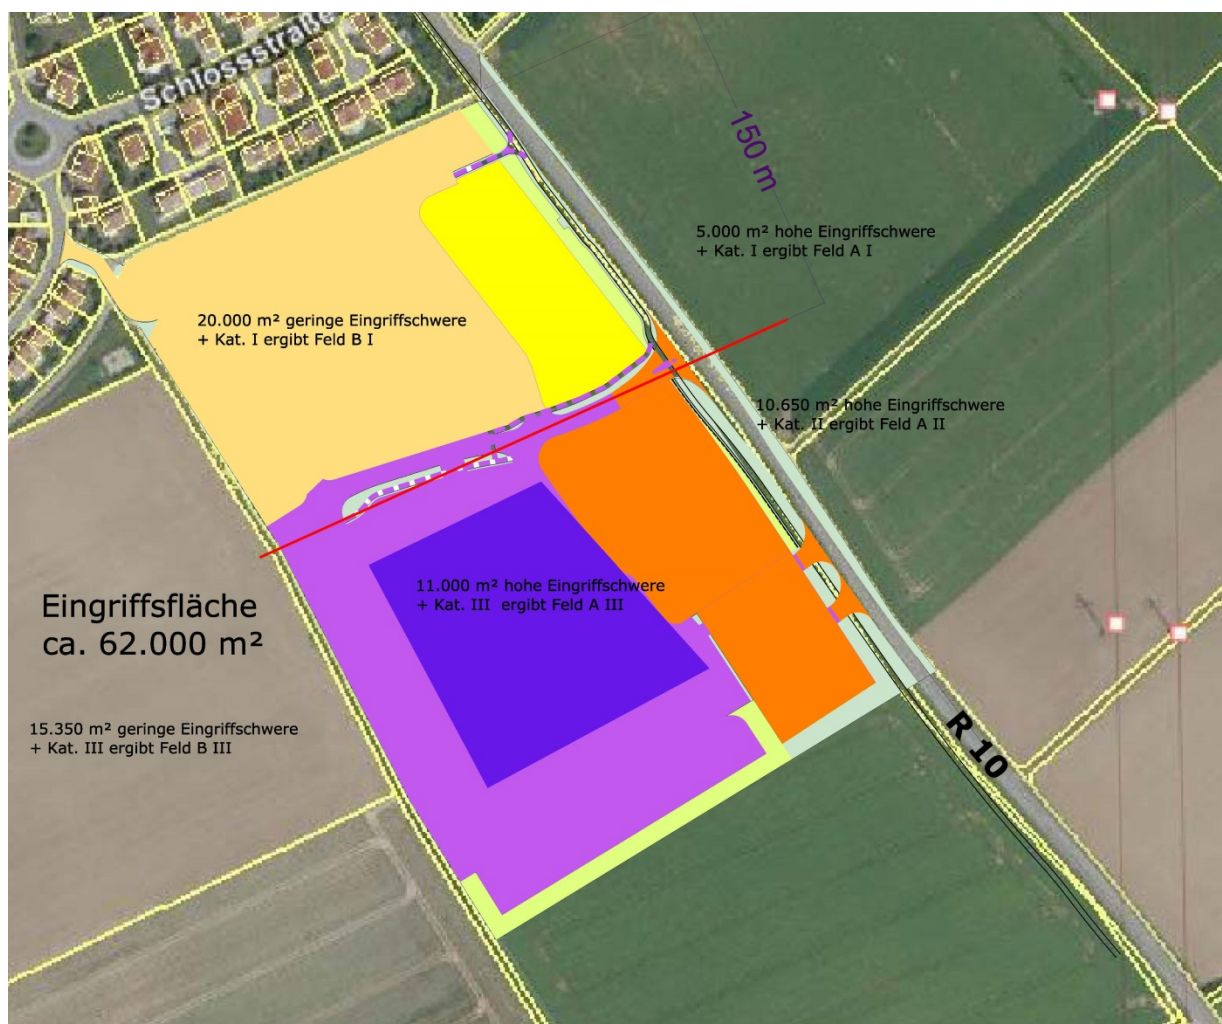 Schlossstraße
150 m
5.000 m² hohe Eingriffschwere
+ Kat. I ergibt Feld A I
20.000 m² geringe Eingriffschwere
+ Kat. I ergibt Feld B I
10.650 m² hohe Eingriffschwere
+ Kat. II ergibt Feld A II
11.000 m² hohe Eingriffschwere
+ Kat. III ergibt Feld A III
Eingriffsfläche
ca. 62.000 m²
15.350 m² geringe Eingriffschwere
+ Kat. III ergibt Feld B III
R 10